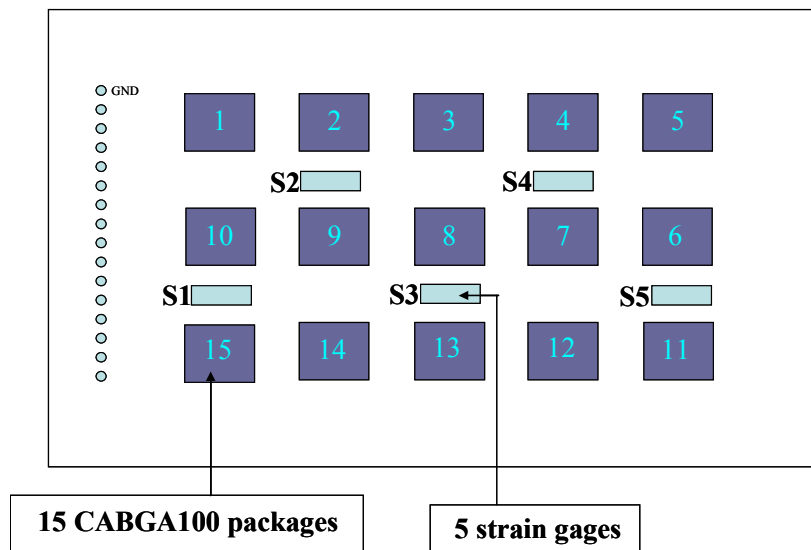 GND
1 2 3 4 5
S2 S4
10 9 8 7 6
S1 S3 S5
15 14 13 12 11
15 CABGA100 packages
5 strain gages